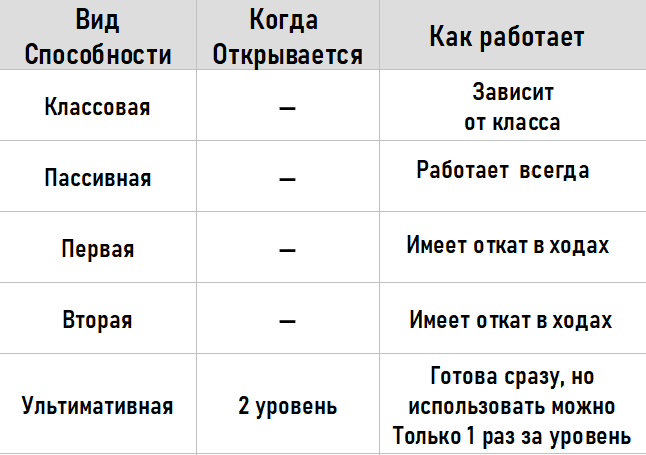 Вид
Способности
Когда
Открывается
Как работает
Классовая
—
Зависит
от класса
Пассивная
—
Работает всегда
Первая
—
Имеет откат в ходах
Вторая
—
Имеет откат в ходах
Ультимативная
2 уровень
Готова сразу, но
использовать можно
Только 1 раз за уровень